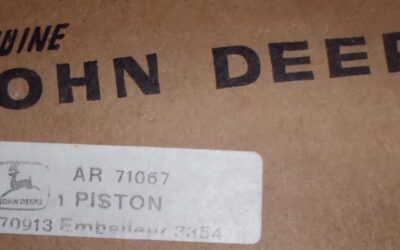 UINE
OHN DEER
JOHN DEERE
AR 71067
1 PISTON
70913 Emballeur 3354